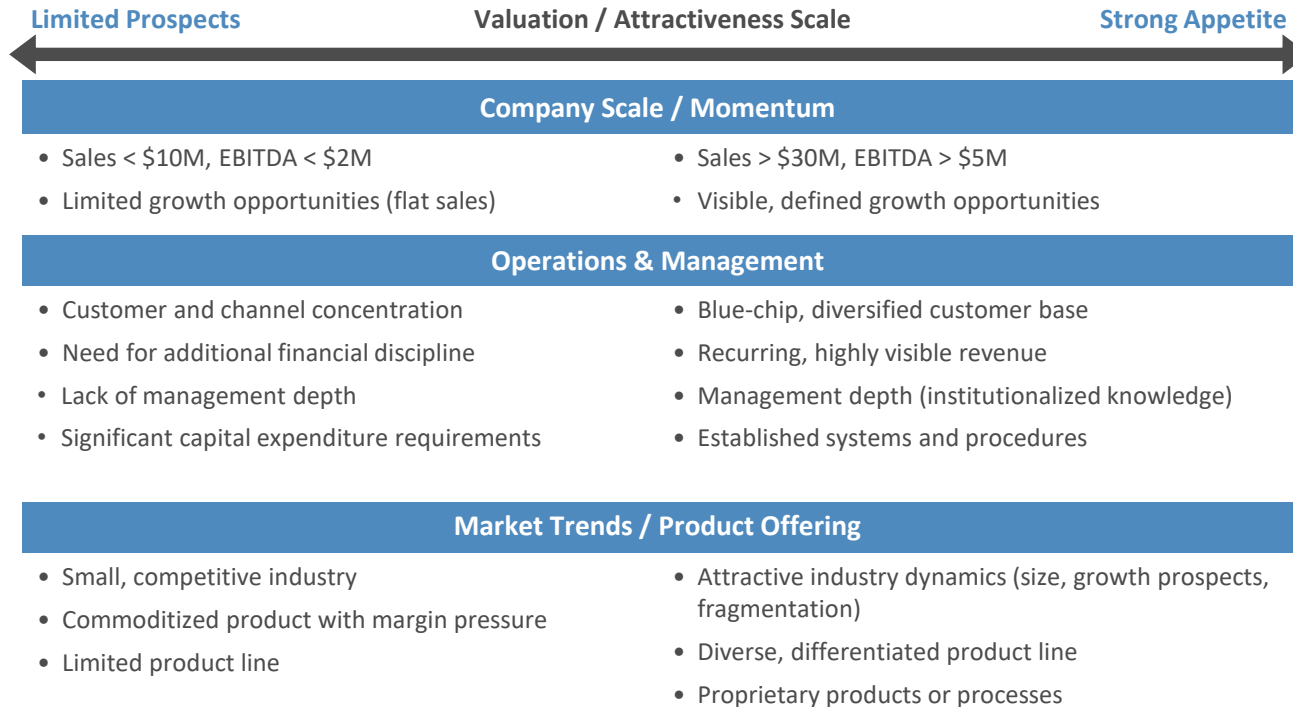 Limited Prospects
Valuation / Attractiveness Scale
Strong Appetite
Company Scale / Momentum
• Sales < $10M, EBITDA < $2M
• Limited growth opportunities (flat sales)
• Sales > $30M, EBITDA > $5M
• Visible, defined growth opportunities
Operations & Management
• Customer and channel concentration
• Need for additional financial discipline
• Lack of management depth
• Significant capital expenditure requirements
• Blue-chip, diversified customer base
• Recurring, highly visible revenue
• Management depth (institutionalized knowledge)
• Established systems and procedures
Market Trends / Product Offering
• Small, competitive industry
• Commoditized product with margin pressure
• Limited product line
• Attractive industry dynamics (size, growth prospects,
fragmentation)
• Diverse, differentiated product line
• Proprietary products or processes